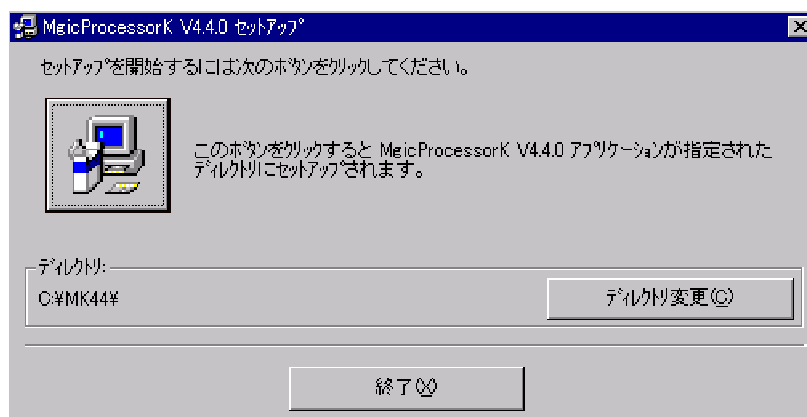 MgicProcessorK V4.4.0 ｾｯﾄｱｯﾌﾟ
ｾｯﾄｱｯﾌﾟを開始するには次のﾎﾞﾀﾝをｸﾘｯｸしてください。
このﾎﾞﾀﾝをｸﾘｯｸすると MgicProcessorK V4.4.0 ｱﾌﾟﾘｹｰｼｮﾝが指定された
ﾃﾞｨﾚｸﾄﾘにｾｯﾄｱｯﾌﾟされます。
ﾃﾞｨﾚｸﾄﾘ:
C:¥MK44¥
ﾃﾞｨﾚｸﾄﾘ変更(C)
終了(X)